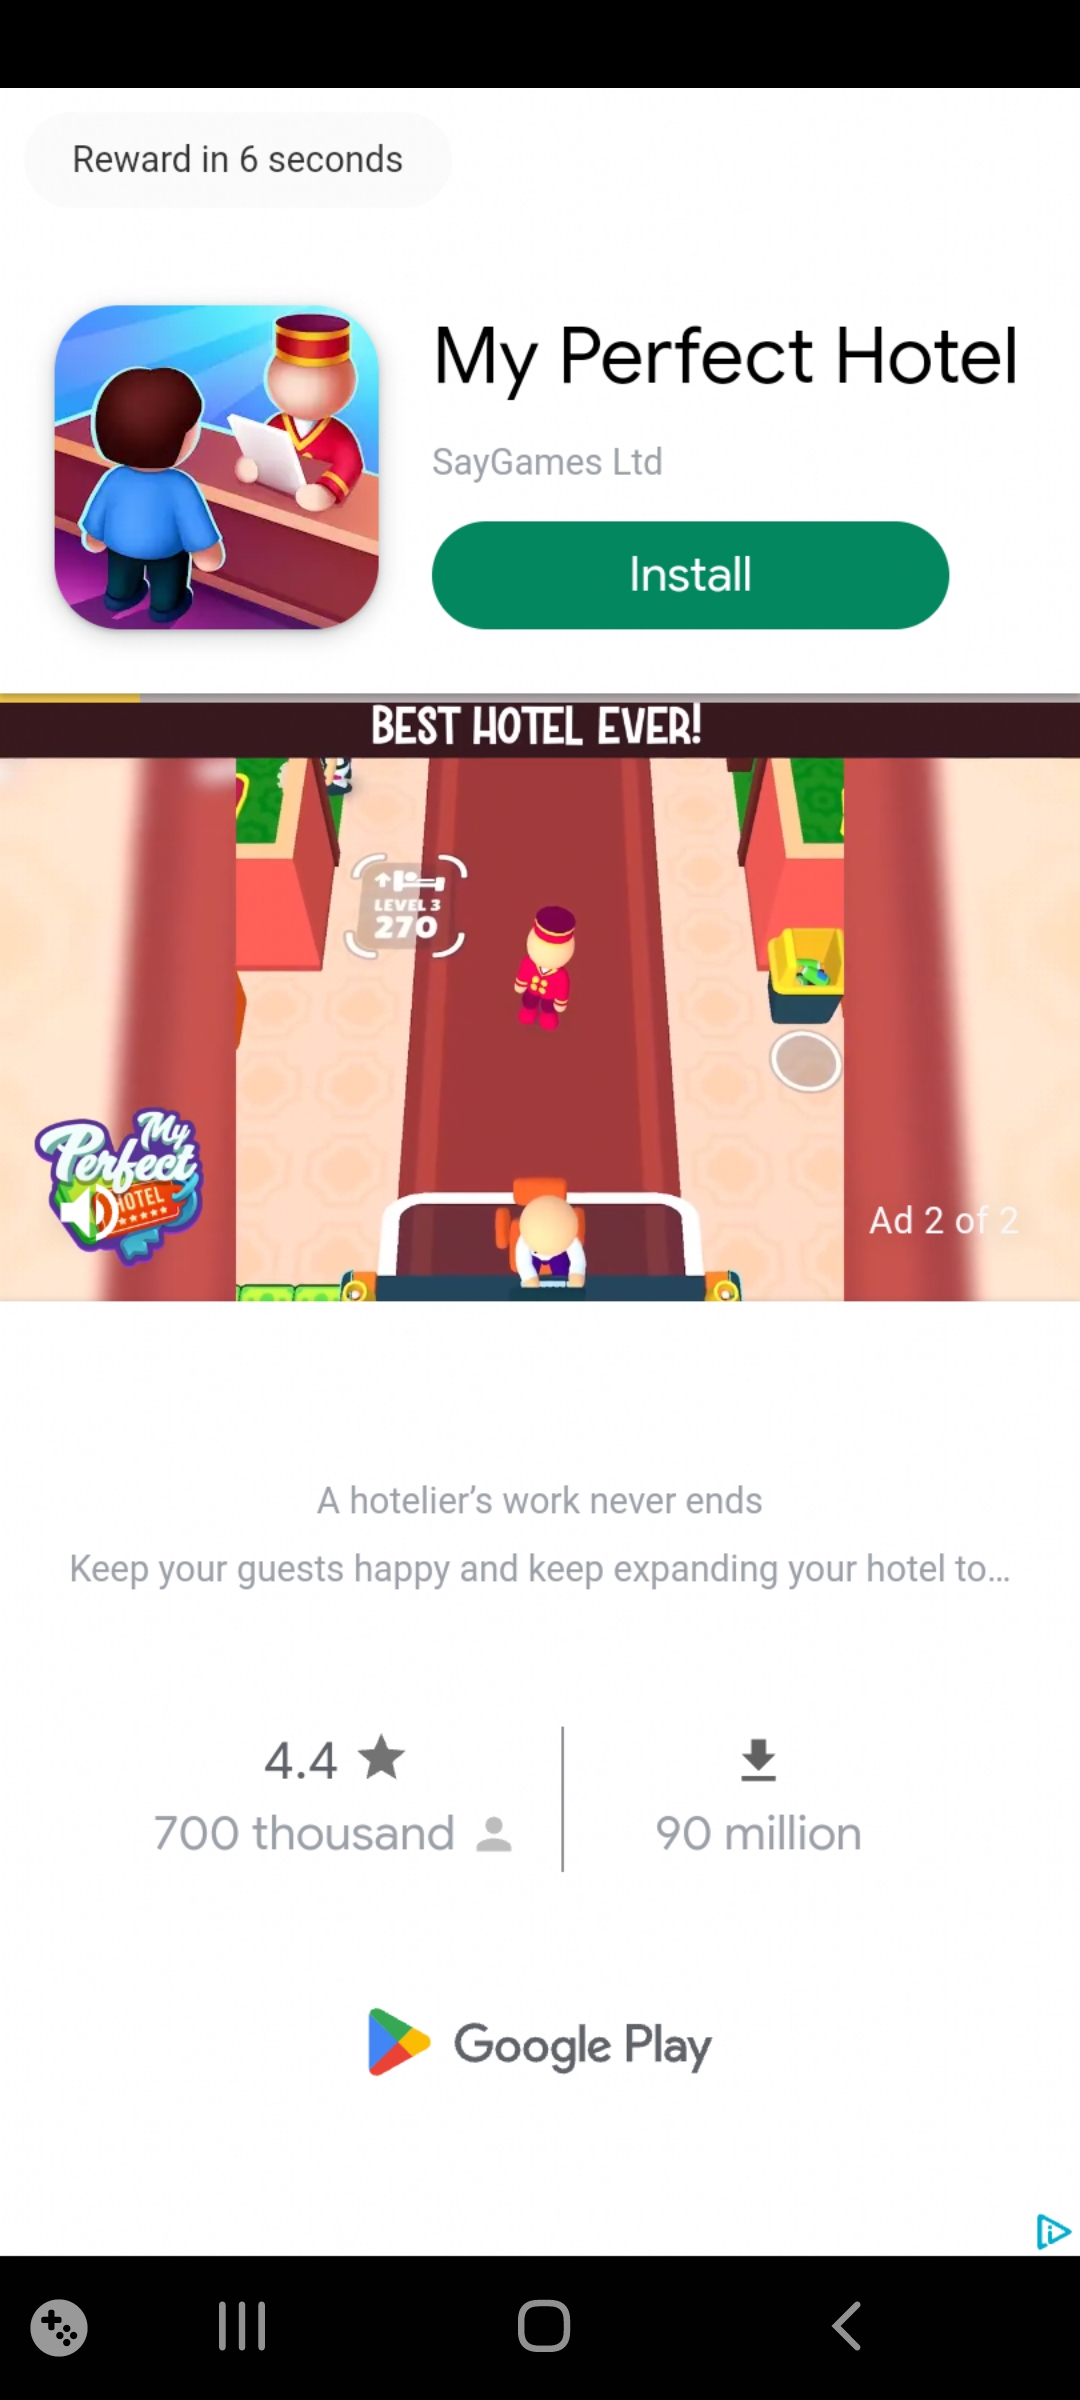 Reward in 6 seconds
My Perfect Hotel
SayGames Ltd
Install
BEST HOTEL EVER!
LEVEL 3
270
My
Perfect
HOTEL
Ad 2 of 2
A hotelier’s work never ends
Keep your guests happy and keep expanding your hotel to…
4.4
700 thousand
90 million
Google Play